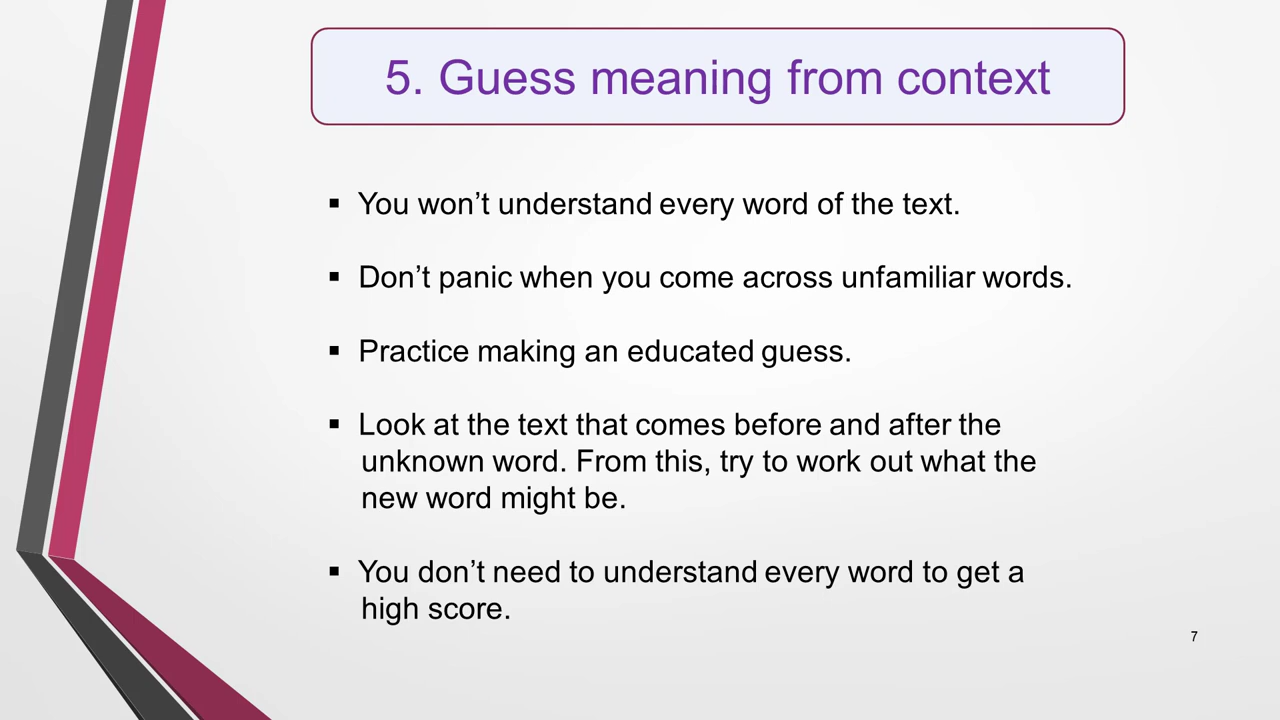 5. Guess meaning from context
▪ You won’t understand every word of the text.
▪ Don’t panic when you come across unfamiliar words.
▪ Practice making an educated guess.
▪ Look at the text that comes before and after the
unknown word. From this, try to work out what the
new word might be.
▪ You don’t need to understand every word to get a
high score.
7